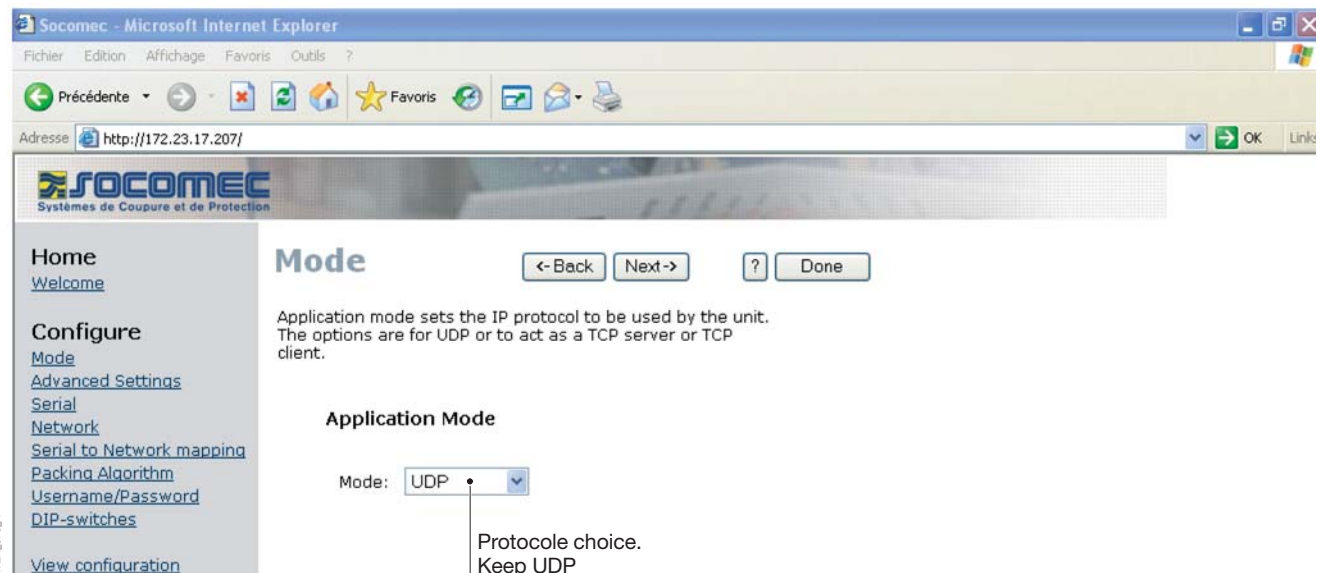 Socomec - Microsoft Internet Explorer
Fichier Edition Affichage Favoris Outils ?
Précédente Favoris
Adresse http://172.23.17.207/ OK Links
SOCOMEC
Systèmes de Coupure et de Protection
Home
Welcome
Configure
Mode
Advanced Settings
Serial
Network
Serial to Network mapping
Packing Algorithm
Username/Password
DIP-switches
View configuration
Mode
<-Back Next-> ? Done
Application mode sets the IP protocol to be used by the unit.
The options are for UDP or to act as a TCP server or TCP
client.
Application Mode
Mode: UDP
Protocole choice.
Keep UDP